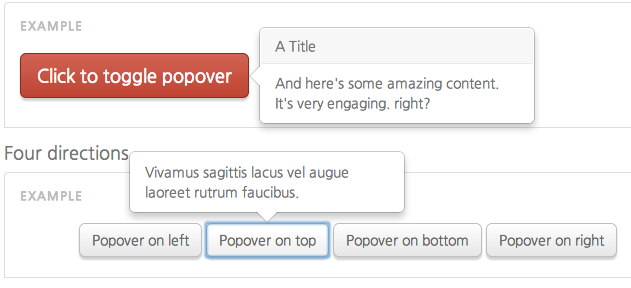 EXAMPLE
Click to toggle popover
A Title
And here's some amazing content.
It's very engaging. right?
Four directions
Vivamus sagittis lacus vel augue
laoreet rutrum faucibus.
EXAMPLE
Popover on left
Popover on top
Popover on bottom
Popover on right